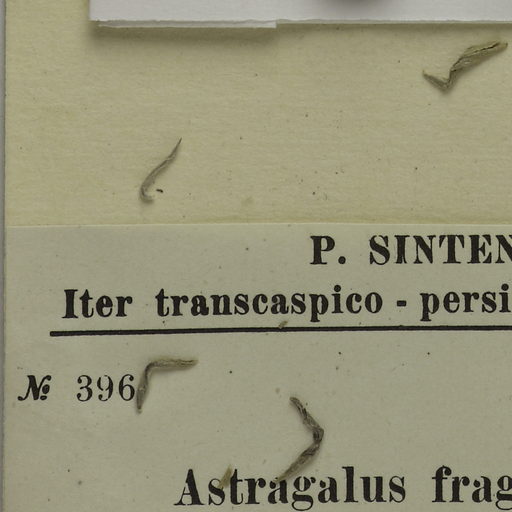 P. SINTEN
Iter transcaspico - persi
№ 396
Astragalus frag